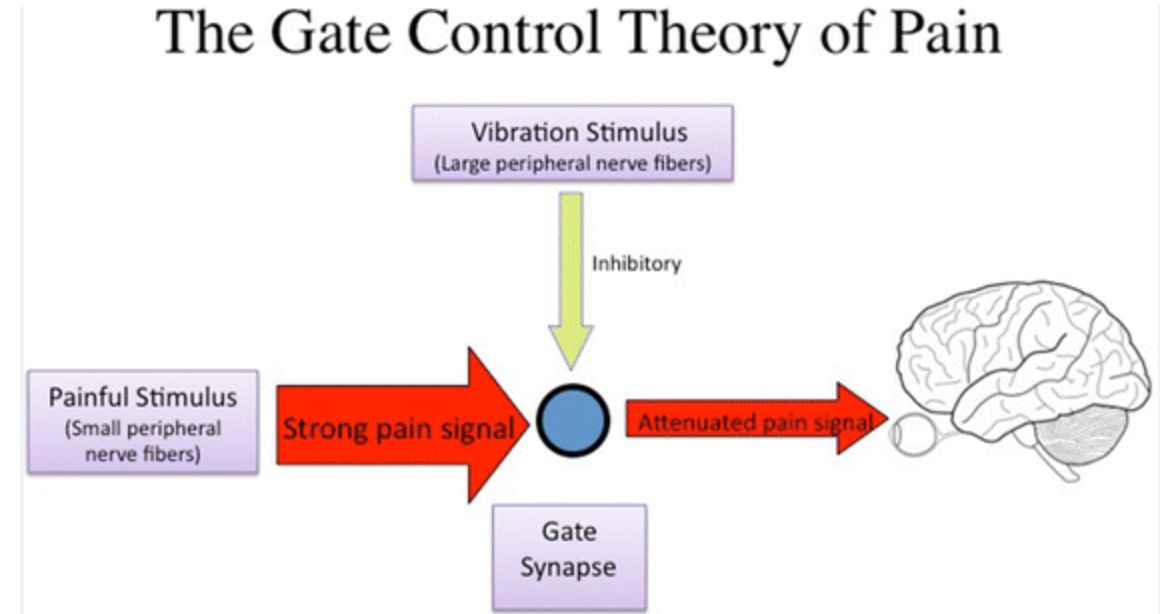 The Gate Control Theory of Pain
Vibration Stimulus
(Large peripheral nerve fibers)
Inhibitory
Painful Stimulus
(Small peripheral
nerve fibers)
Strong pain signal
Attenuated pain signal
Gate
Synapse